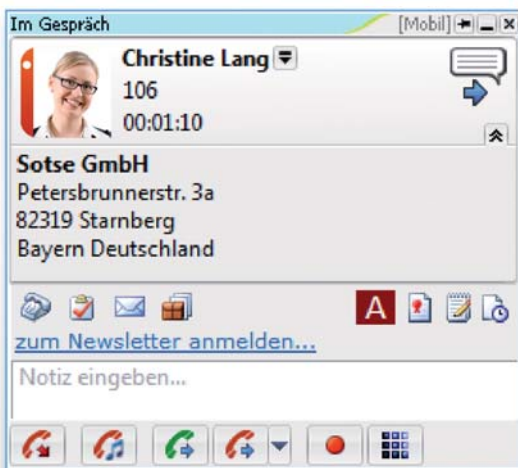 Im Gespräch [Mobil]
Christine Lang
106
00:01:10
Sotse GmbH
Petersbrunnerstr. 3a
82319 Starnberg
Bayern Deutschland
A
zum Newsletter anmelden...
Notiz eingeben...